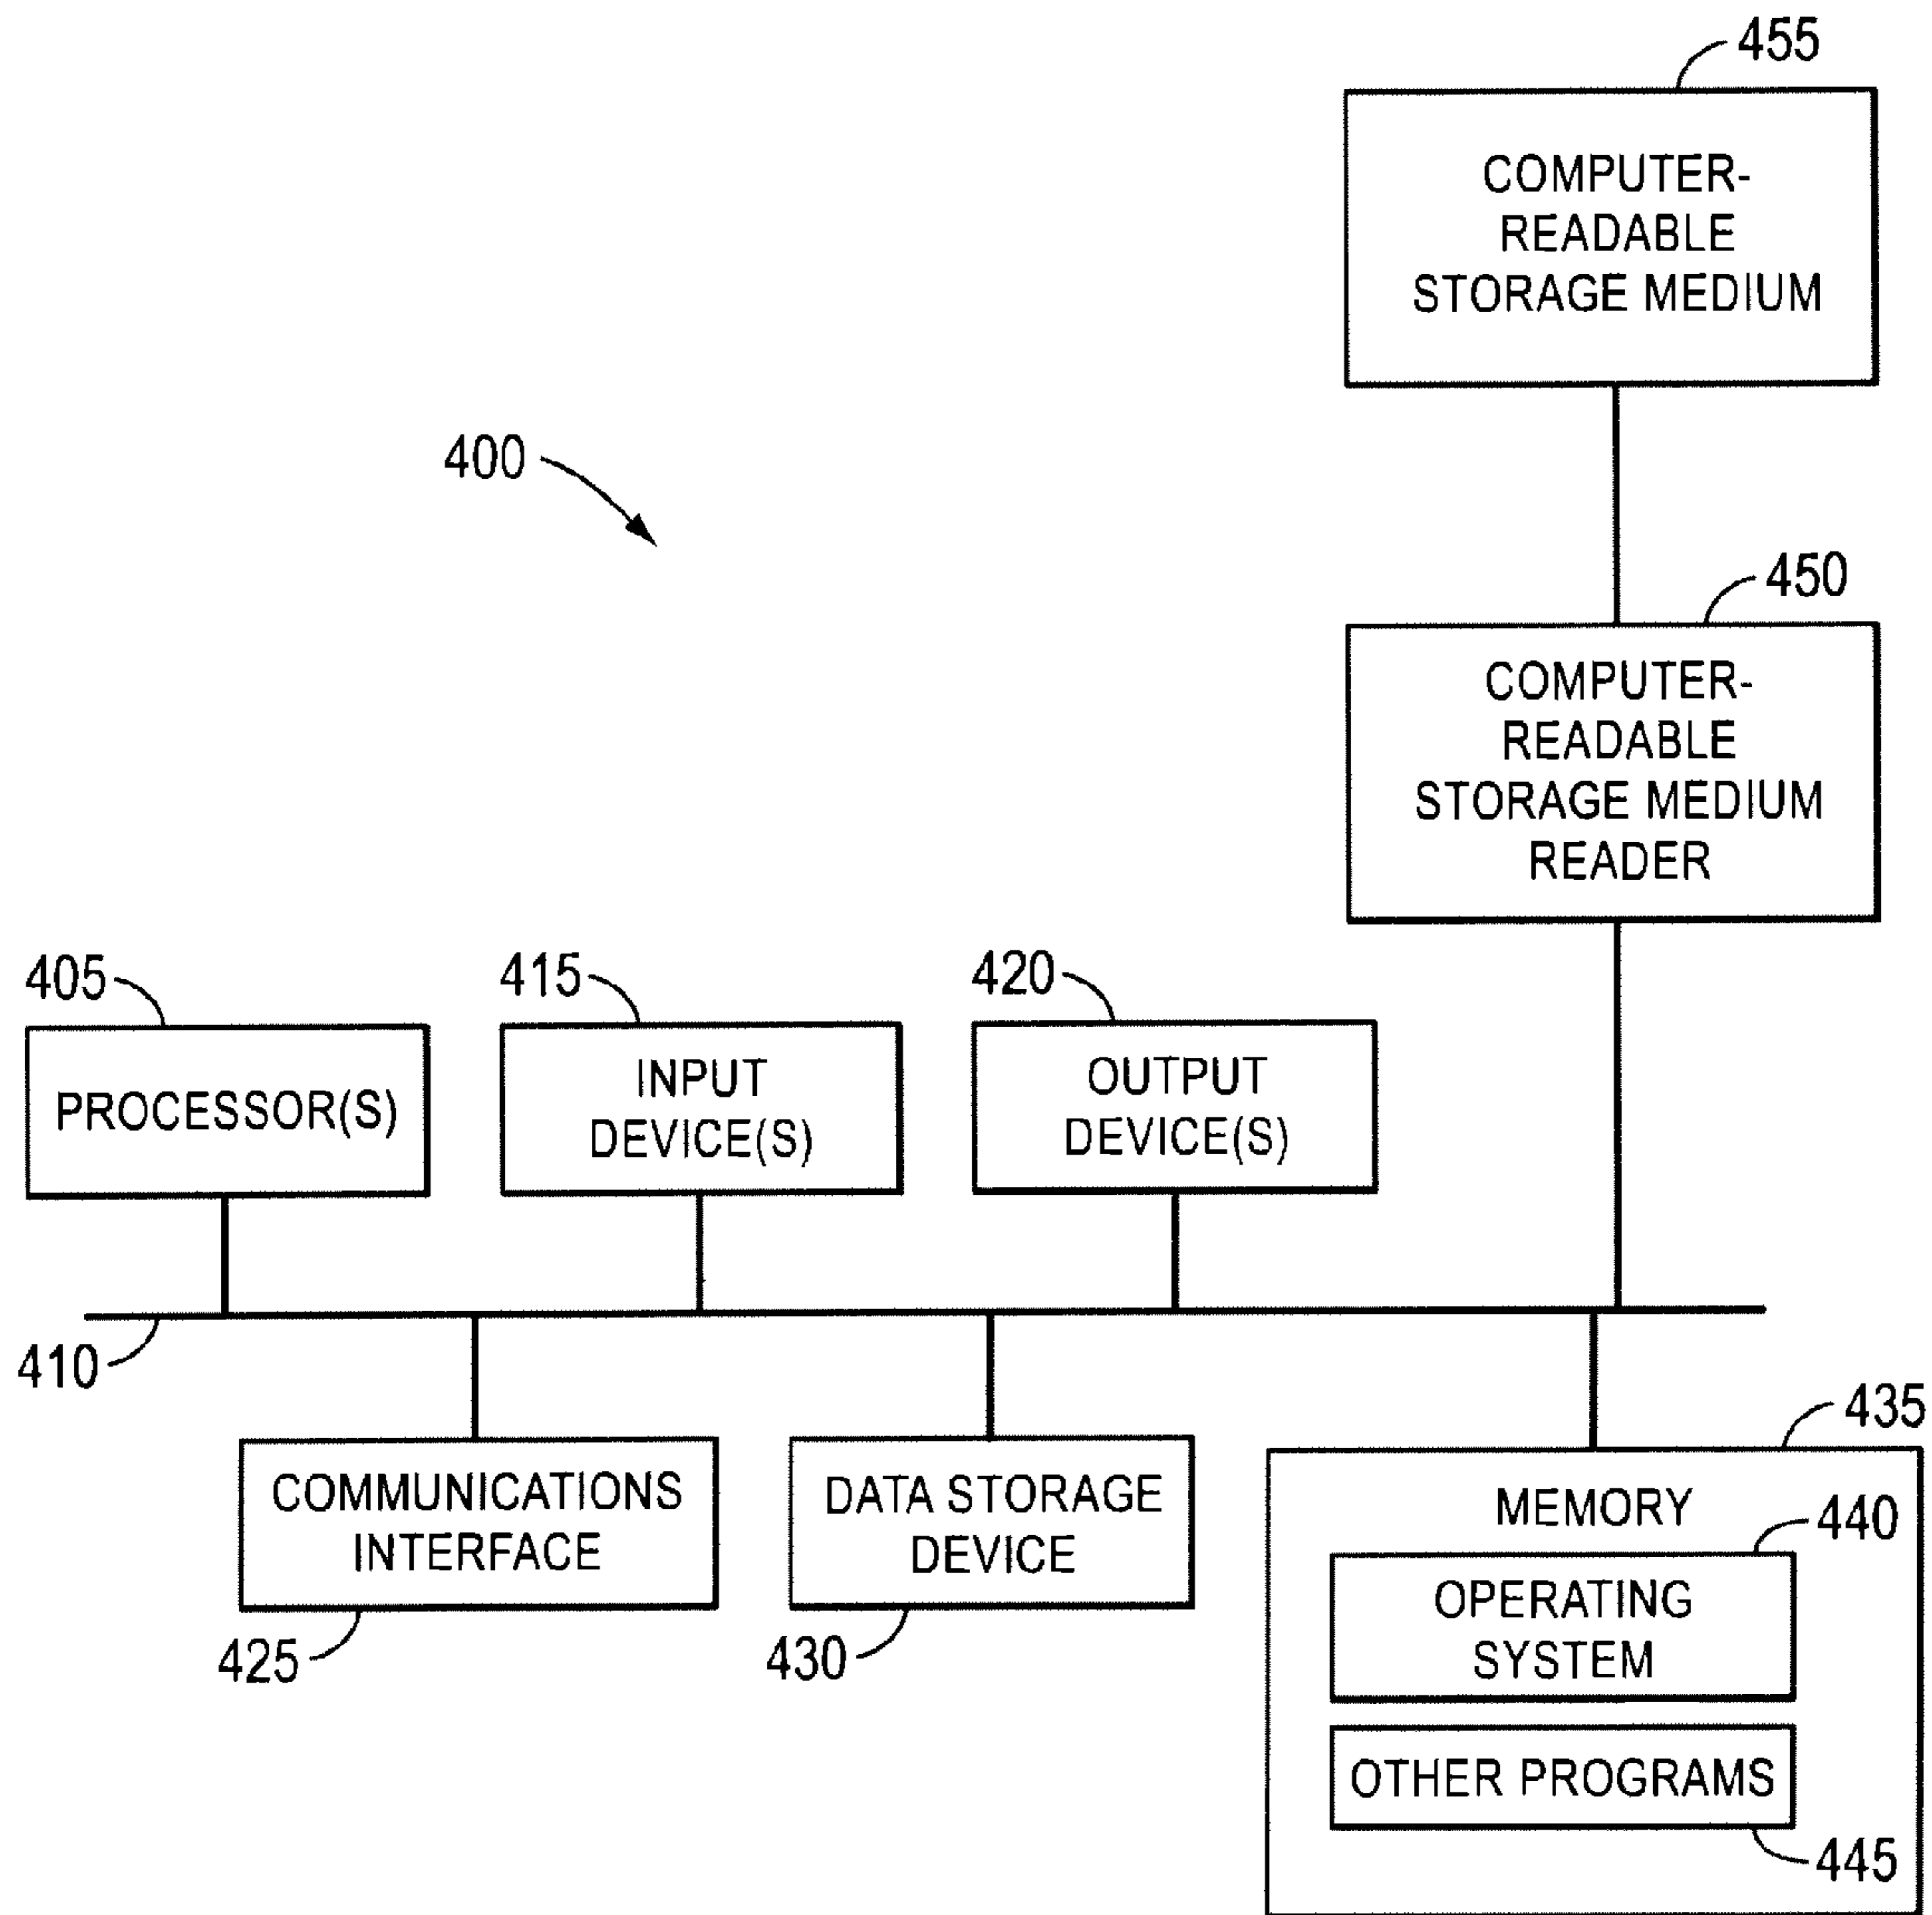 455
COMPUTER-
READABLE
STORAGE MEDIUM
400
450
COMPUTER-
READABLE
STORAGE MEDIUM
READER
405
PROCESSOR(S)
415
INPUT
DEVICE(S)
420
OUTPUT
DEVICE(S)
410
COMMUNICATIONS
INTERFACE
425
DATA STORAGE
DEVICE
430
435
MEMORY
440
OPERATING
SYSTEM
OTHER PROGRAMS
445